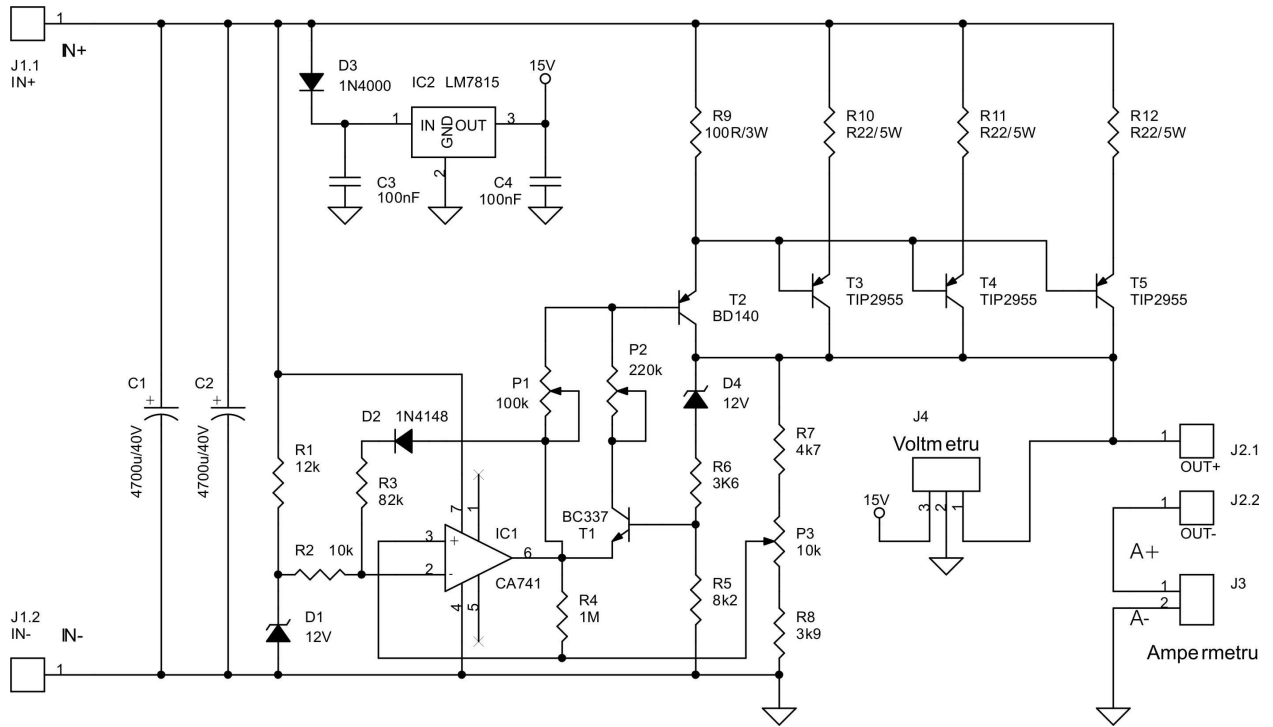 J1.1
IN+
1
IN+
D3
1N4000
IC2 LM7815
15V
1
IN
OUT
GND
3
2
C3
100nF
C4
100nF
R9
100R/3W
R10
R22/5W
R11
R22/5W
R12
R22/5W
T2
BD140
T3
TIP2955
T4
TIP2955
T5
TIP2955
C1
+
4700u/40V
C2
+
4700u/40V
P1
100k
P2
220k
D4
12V
D2
1N4148
R1
12k
R3
82k
R6
3K6
R7
4k7
J4
Voltmetru
15V
3
2
1
1
J2.1
OUT+
1
J2.2
OUT-
BC337
T1
7
1
IC1
3
+
2
-
6
CA741
4
5
R2 10k
P3
10k
A+
1
2
J3
A-
Ampermetru
R4
1M
R5
8k2
R8
3k9
D1
12V
J1.2
IN-
IN-
1